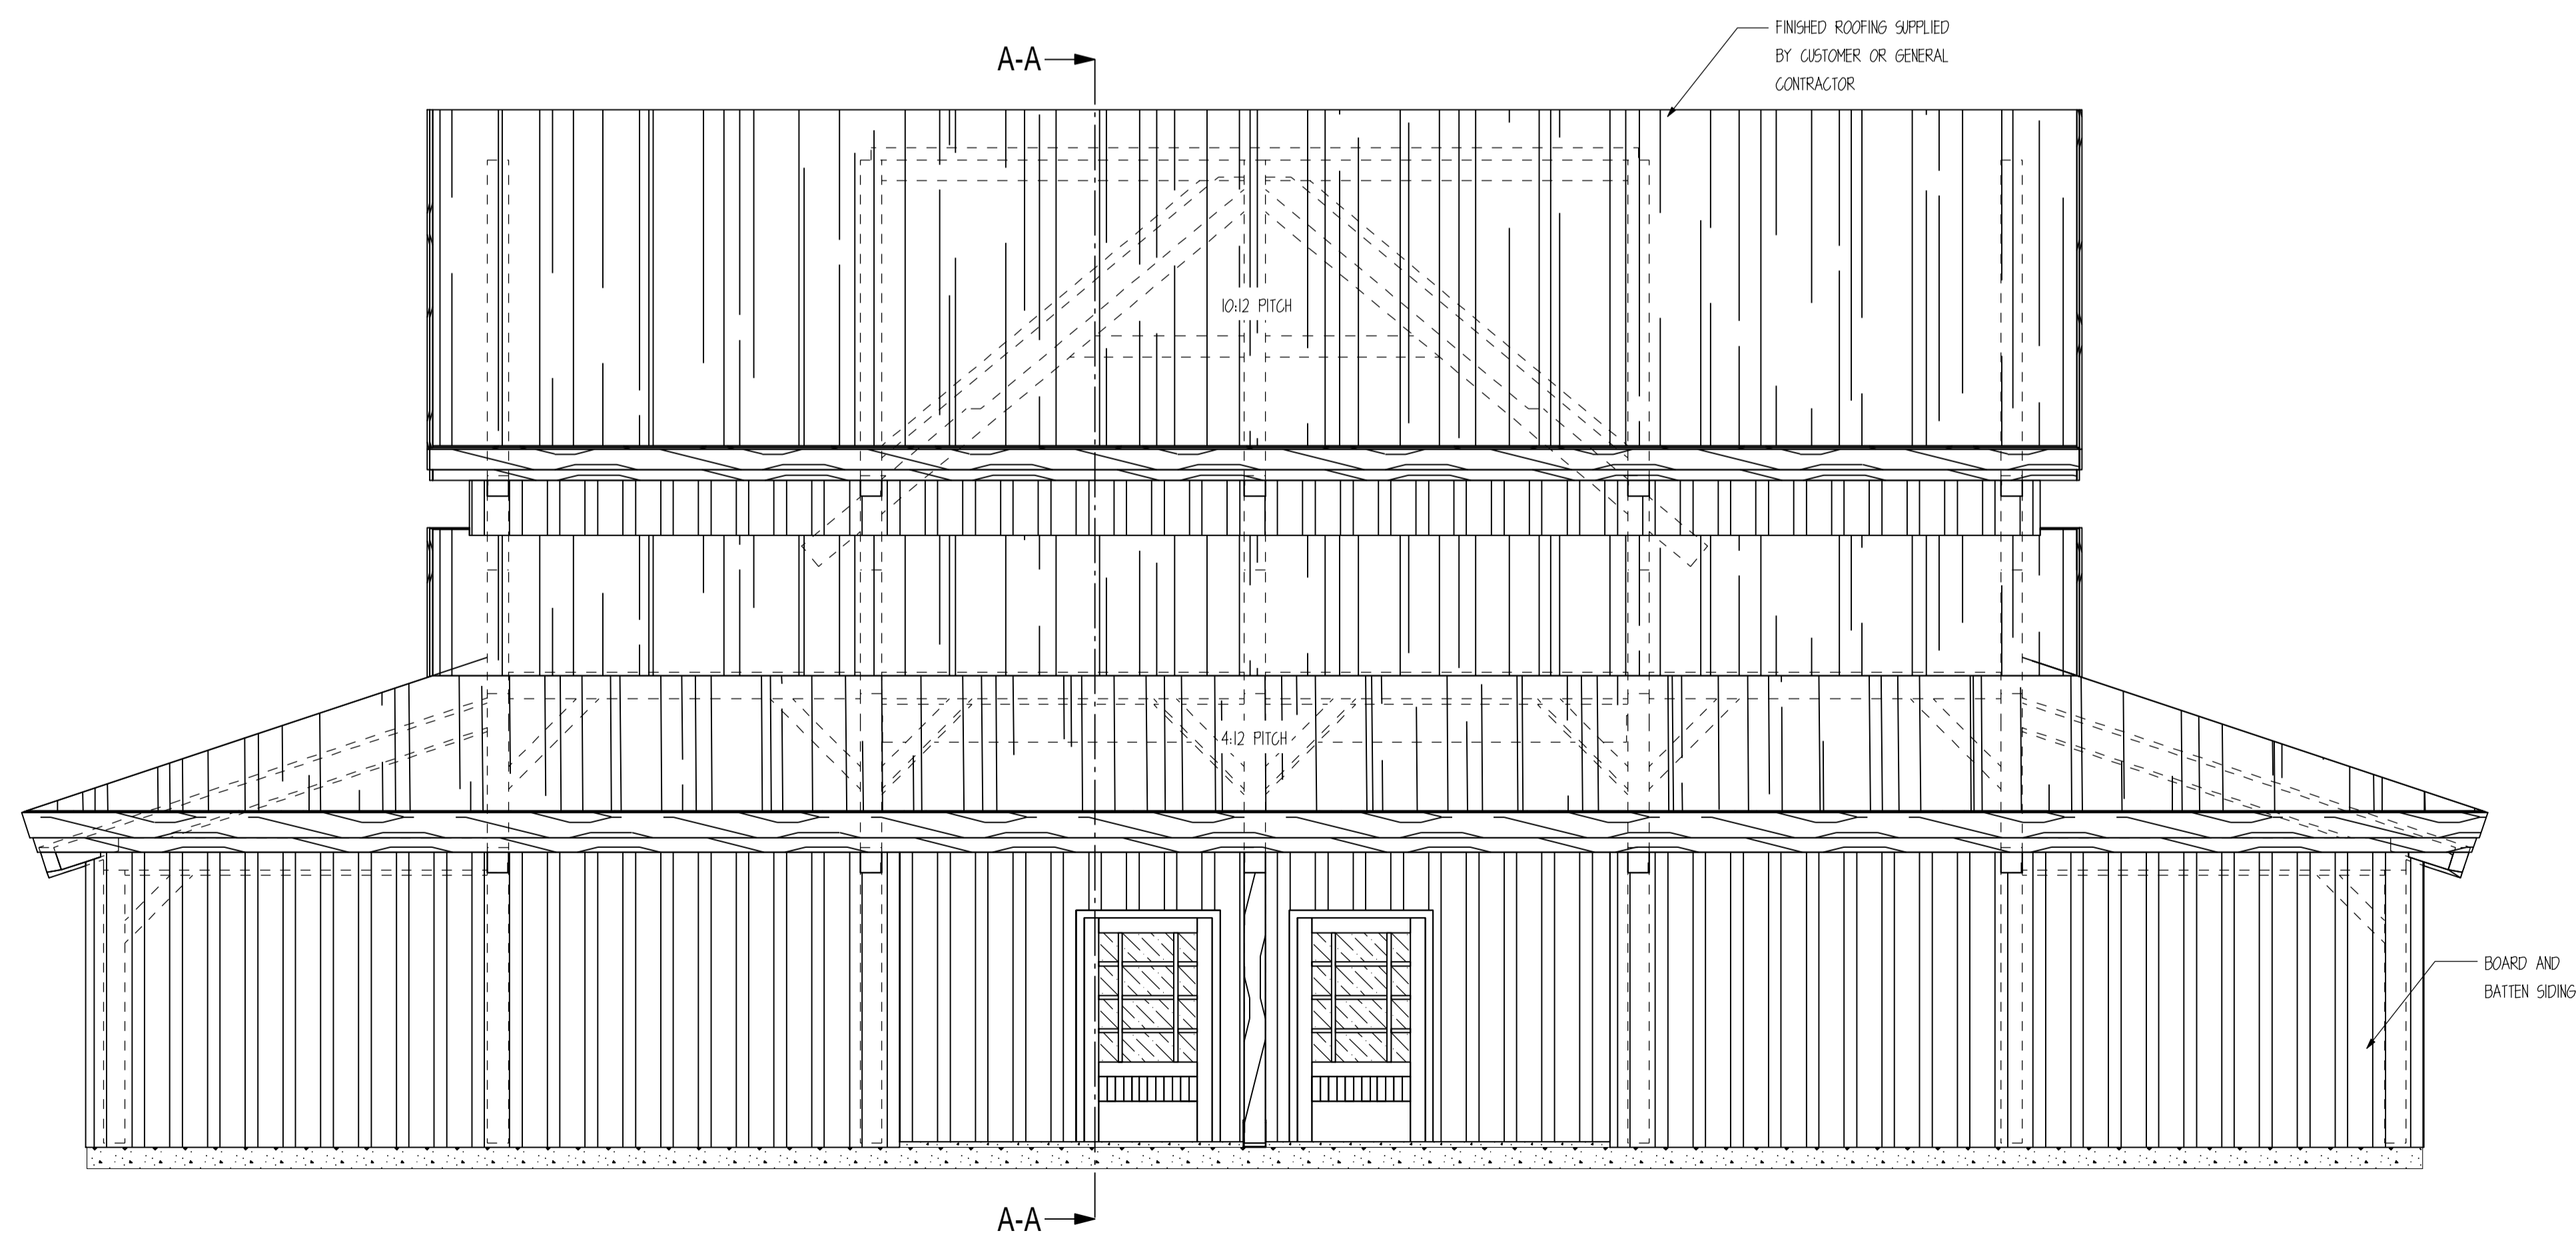 A-A
FINISHED ROOFING SUPPLIED
BY CUSTOMER OR GENERAL
CONTRACTOR
10:12 PITCH
4:12 PITCH
BOARD AND
BATTEN SIDING
A-A